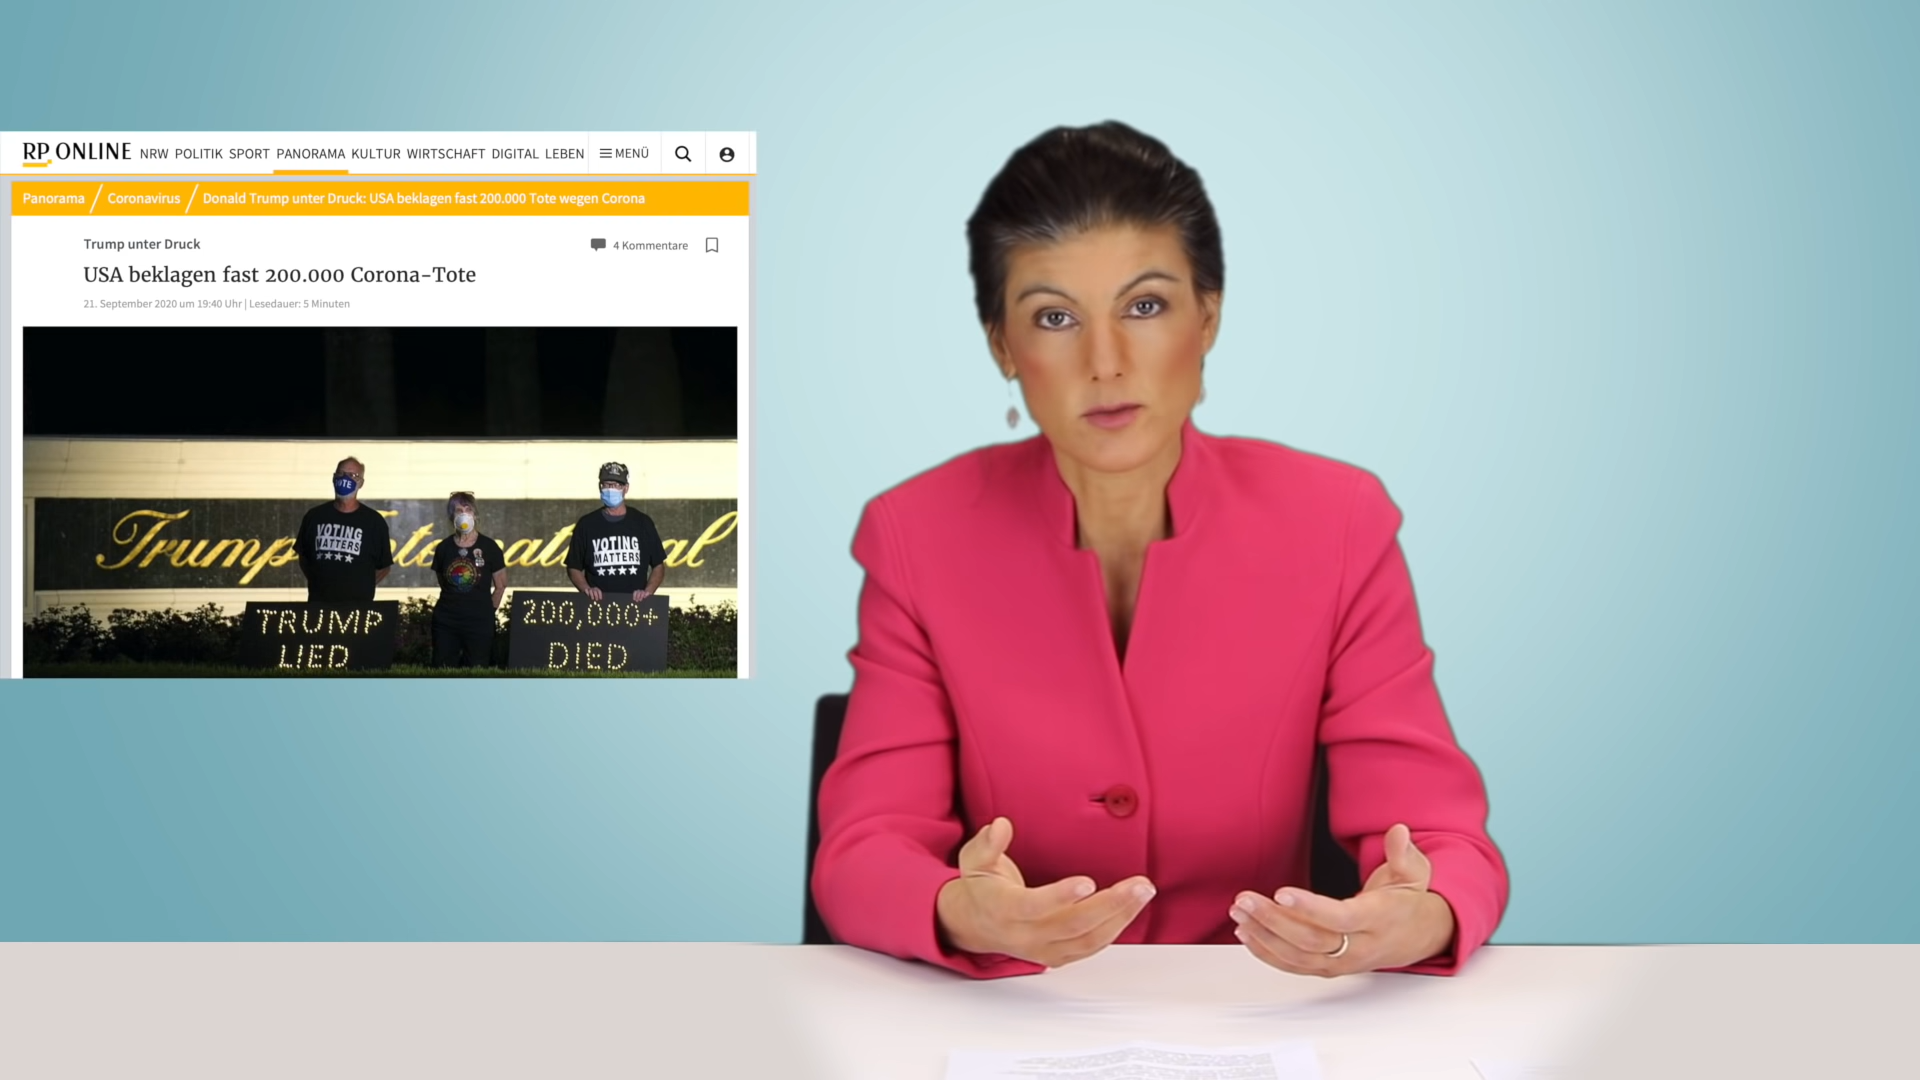 RP ONLINE NRW POLITIK SPORT PANORAMA KULTUR WIRTSCHAFT DIGITAL LEBEN MENÜ
Panorama / Coronavirus / Donald Trump unter Druck: USA beklagen fast 200.000 Tote wegen Corona
Trump unter Druck
4 Kommentare
USA beklagen fast 200.000 Corona-Tote
21. September 2020 um 19:40 Uhr | Lesedauer: 5 Minuten
Trump
VOTING
MATTERS
VOTING
MATTERS
TRUMP
LIED
200,000+
DIED